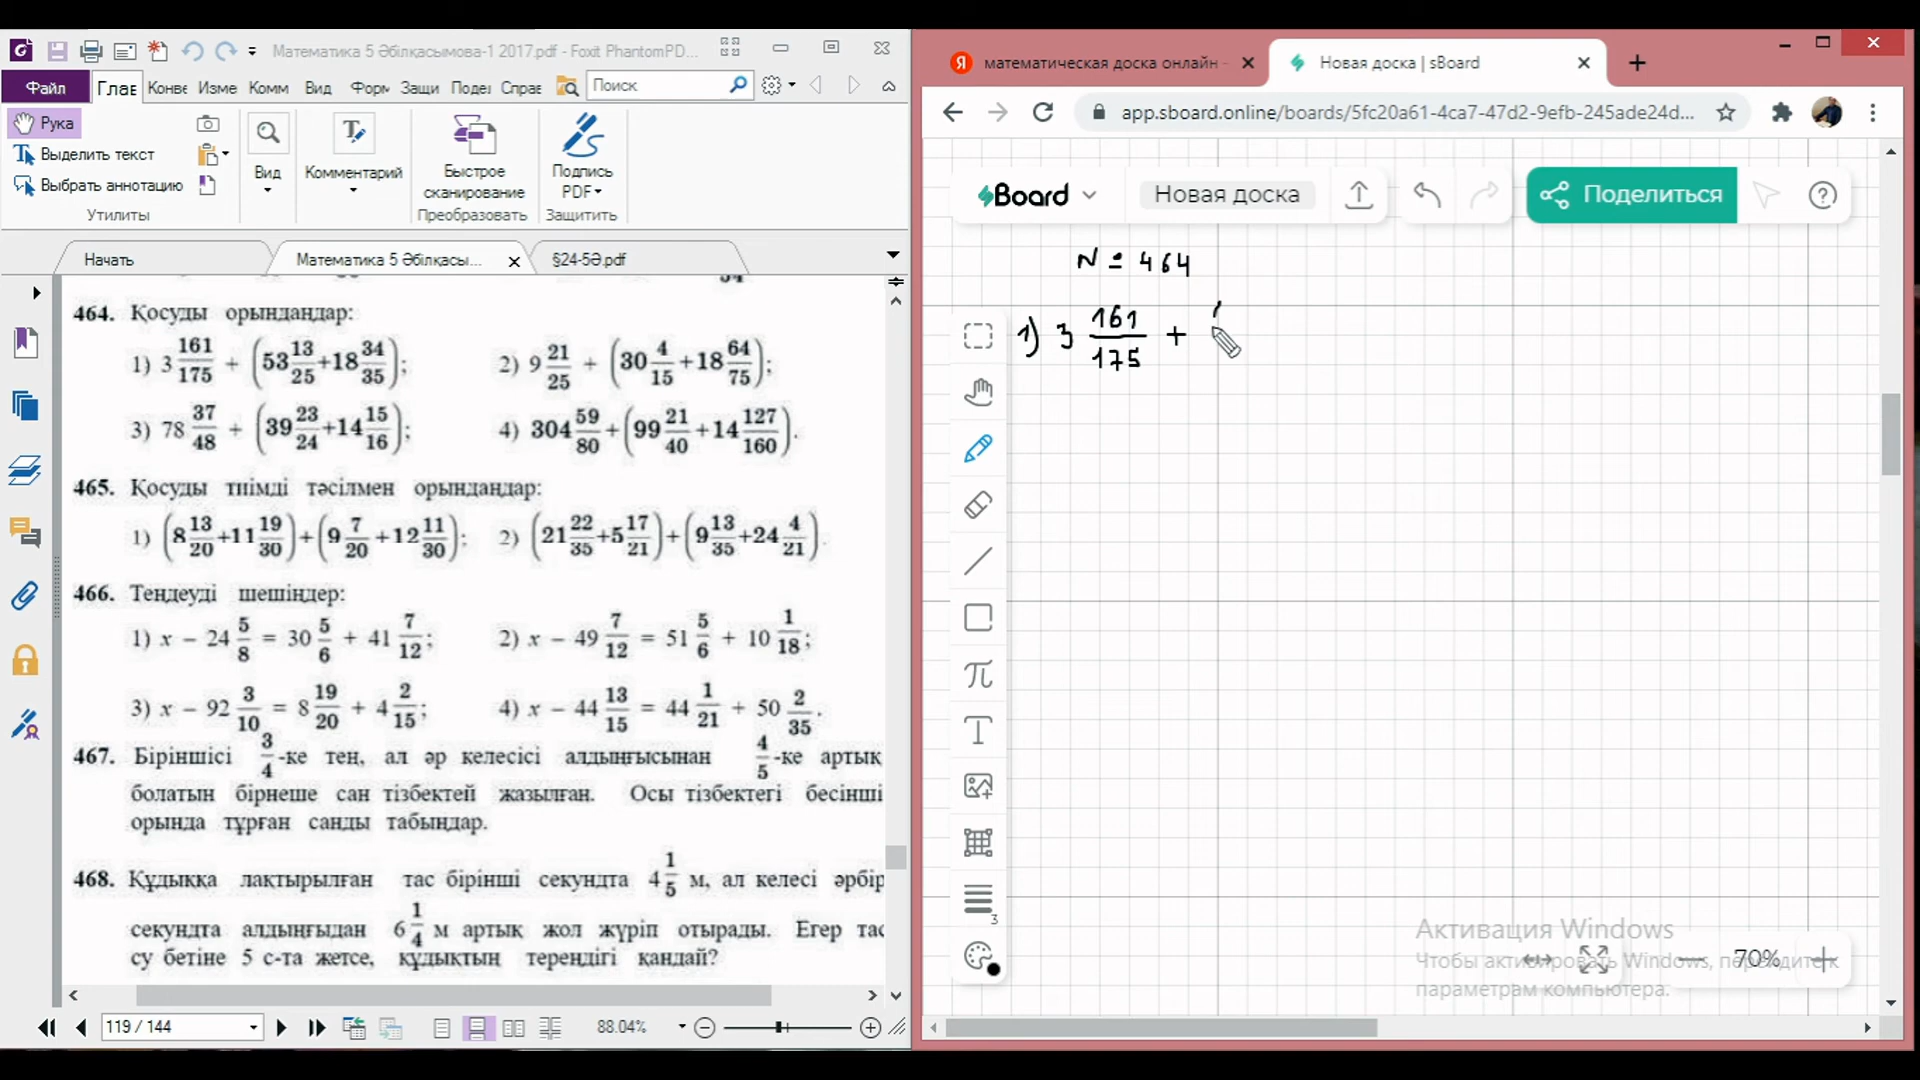 Математика 5 Әбілқасымова-1 2017.pdf - Foxit PhantomPD...
Файл
Глав
Конве
Изме
Комм
Вид
Форм
Защи
Подел
Справ
Поиск
Рука
Выделить текст
Выбрать аннотацию
Утилиты
Вид
Комментарий
Быстрое
сканирование
Преобразовать
Подпись
PDF
Защитить
Начать
Математика 5 Әбілқасы...
§24-5Ә.pdf
464. Қосуды орындаңдар:
1) 3 161/175 + (53 13/25 + 18 34/35); 2) 9 21/25 + (30 4/15 + 18 64/75);
3) 78 37/48 + (39 23/24 + 14 15/16); 4) 304 59/80 + (99 21/40 + 14 127/160).
465. Қосуды тиімді тәсілмен орындаңдар:
1) (8 13/20 + 11 19/30) + (9 7/20 + 12 11/30); 2) (21 22/35 + 5 17/21) + (9 13/35 + 24 4/21).
466. Теңдеуді шешіңдер:
1) x − 24 5/8 = 30 5/6 + 41 7/12; 2) x − 49 7/12 = 51 5/6 + 10 1/18;
3) x − 92 3/10 = 8 19/20 + 4 2/15; 4) x − 44 13/15 = 44 1/21 + 50 2/35.
467. Біріншісі 3/4-ке тең, ал әр келесісі алдыңғысынан 4/5-ке артық
болатын бірнеше сан тізбектей жазылған. Осы тізбектегі бесінші
орында тұрған санды табыңдар.
468. Құдыққа лақтырылған тас бірінші секундта 4 1/5 м, ал келесі әрбір
секундта алдыңғыдан 6 1/4 м артық жол жүріп отырады. Егер тас
су бетіне 5 с-та жетсе, құдықтың тереңдігі қандай?
119 / 144
88.04%
математическая доска онлайн -
Новая доска | sBoard
app.sboard.online/boards/5fc20a61-4ca7-47d2-9efb-245ade24d...
sBoard
Новая доска
Поделиться
№ 464
1) 3 161/175 +
3
Активация Windows
Чтобы активировать Windows, перейдите к
параметрам компьютера.
70%